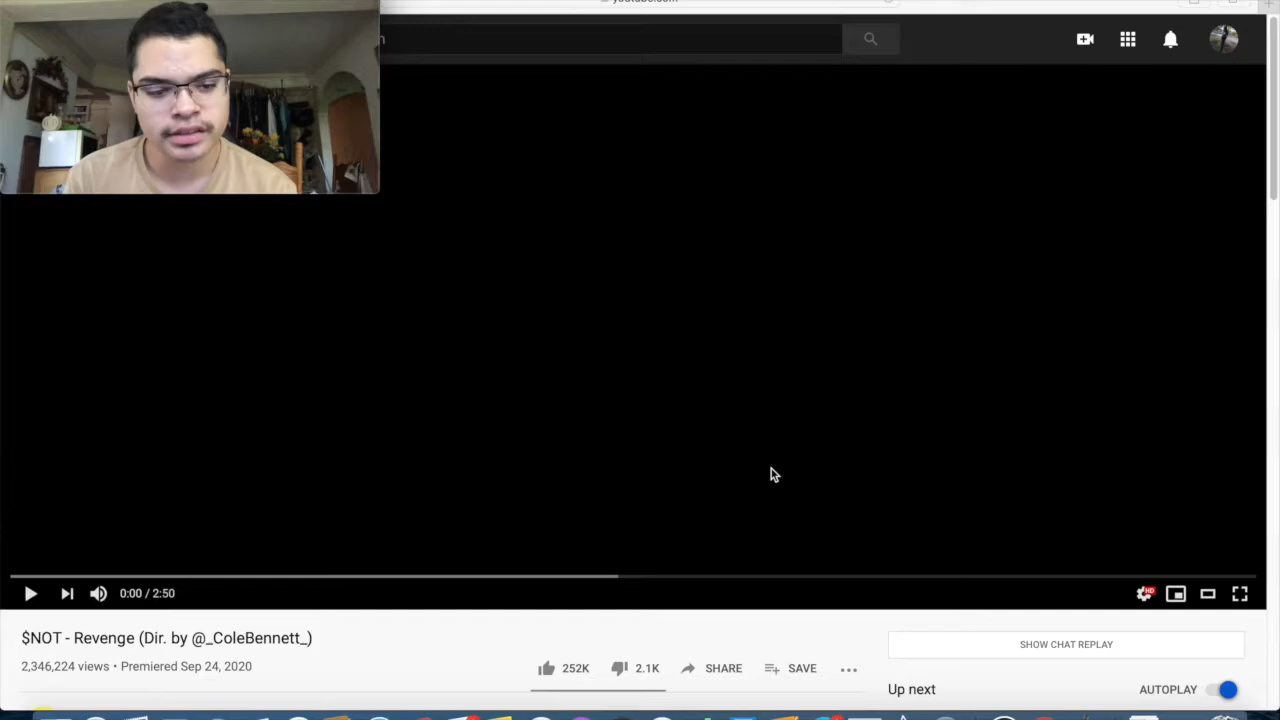 HD
0:00 / 2:50
$NOT - Revenge (Dir. by @_ColeBennett_)
2,346,224 views • Premiered Sep 24, 2020
252K
2.1K
SHARE
SAVE
SHOW CHAT REPLAY
Up next
AUTOPLAY